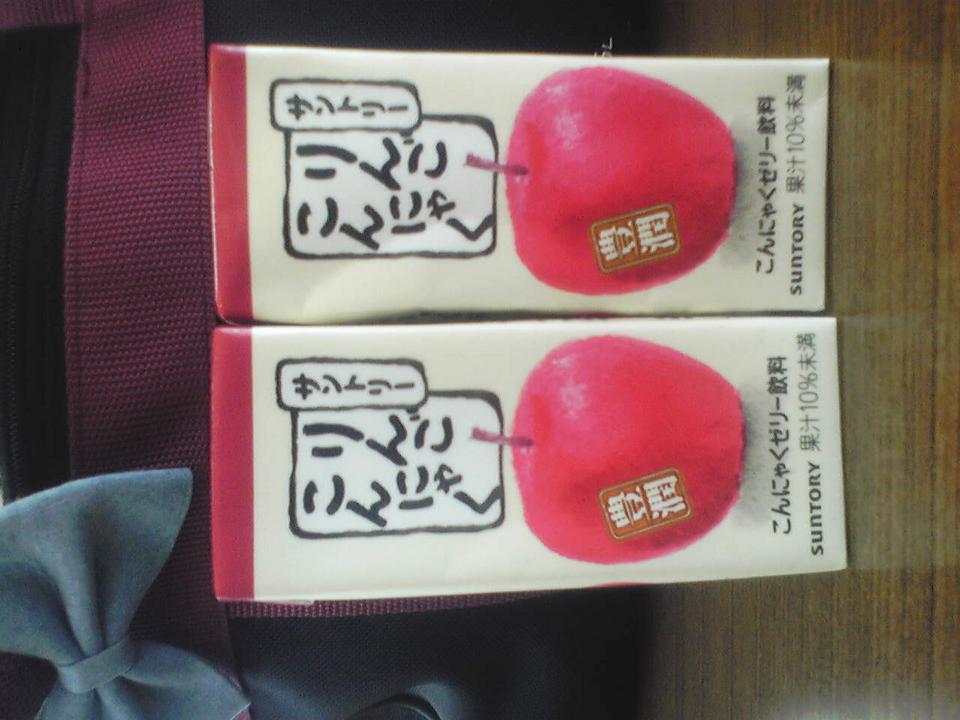 サントリー
りんご
こんにゃく
豊潤
こんにゃくゼリー飲料
SUNTORY 果汁10%未満
サントリー
りんご
こんにゃく
豊潤
こんにゃくゼリー飲料
SUNTORY 果汁10%未満